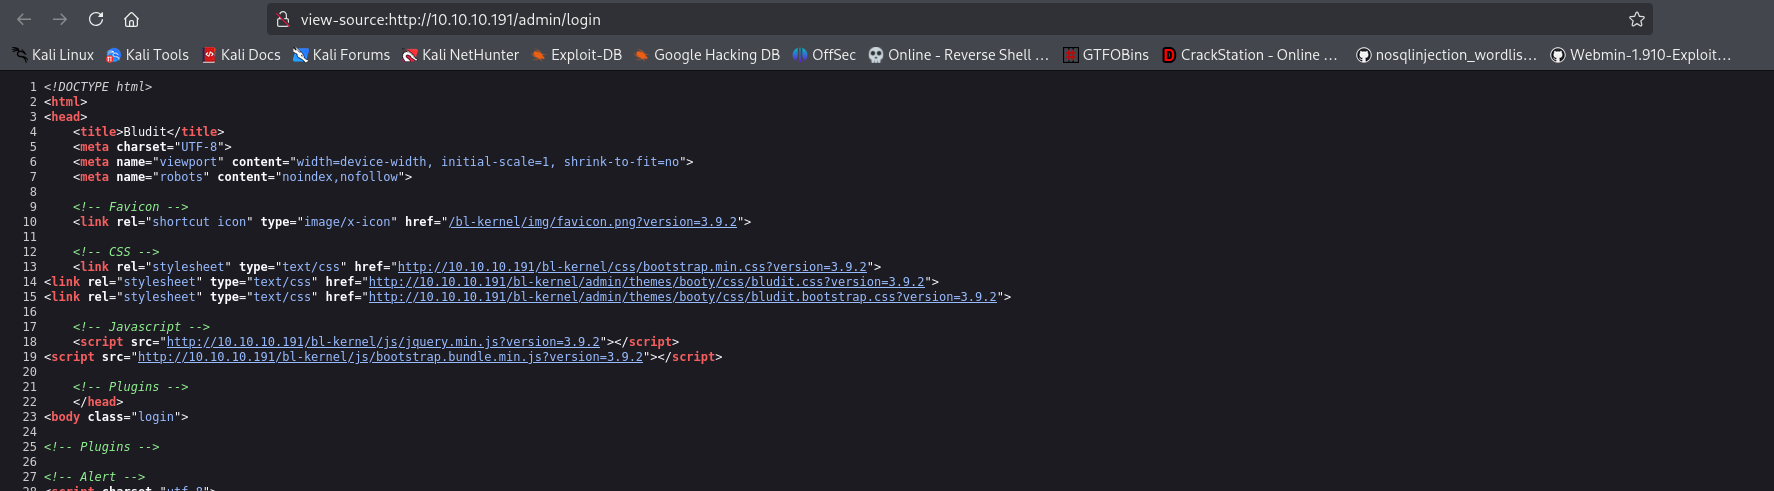 view-source:http://10.10.10.191/admin/login
Kali Linux Kali Tools Kali Docs Kali Forums Kali NetHunter Exploit-DB Google Hacking DB OffSec Online - Reverse Shell … GTFOBins CrackStation - Online … nosqlinjection_wordlis… Webmin-1.910-Exploit…
1 <!DOCTYPE html>
2 <html>
3 <head>
4     <title>Bludit</title>
5     <meta charset="UTF-8">
6     <meta name="viewport" content="width=device-width, initial-scale=1, shrink-to-fit=no">
7     <meta name="robots" content="noindex,nofollow">
8
9     <!-- Favicon -->
10     <link rel="shortcut icon" type="image/x-icon" href="/bl-kernel/img/favicon.png?version=3.9.2">
11
12     <!-- CSS -->
13     <link rel="stylesheet" type="text/css" href="http://10.10.10.191/bl-kernel/css/bootstrap.min.css?version=3.9.2">
14 <link rel="stylesheet" type="text/css" href="http://10.10.10.191/bl-kernel/admin/themes/booty/css/bludit.css?version=3.9.2">
15 <link rel="stylesheet" type="text/css" href="http://10.10.10.191/bl-kernel/admin/themes/booty/css/bludit.bootstrap.css?version=3.9.2">
16
17     <!-- Javascript -->
18     <script src="http://10.10.10.191/bl-kernel/js/jquery.min.js?version=3.9.2"></script>
19 <script src="http://10.10.10.191/bl-kernel/js/bootstrap.bundle.min.js?version=3.9.2"></script>
20
21     <!-- Plugins -->
22     </head>
23 <body class="login">
24
25 <!-- Plugins -->
26
27 <!-- Alert -->
28 <script charset="utf-8">